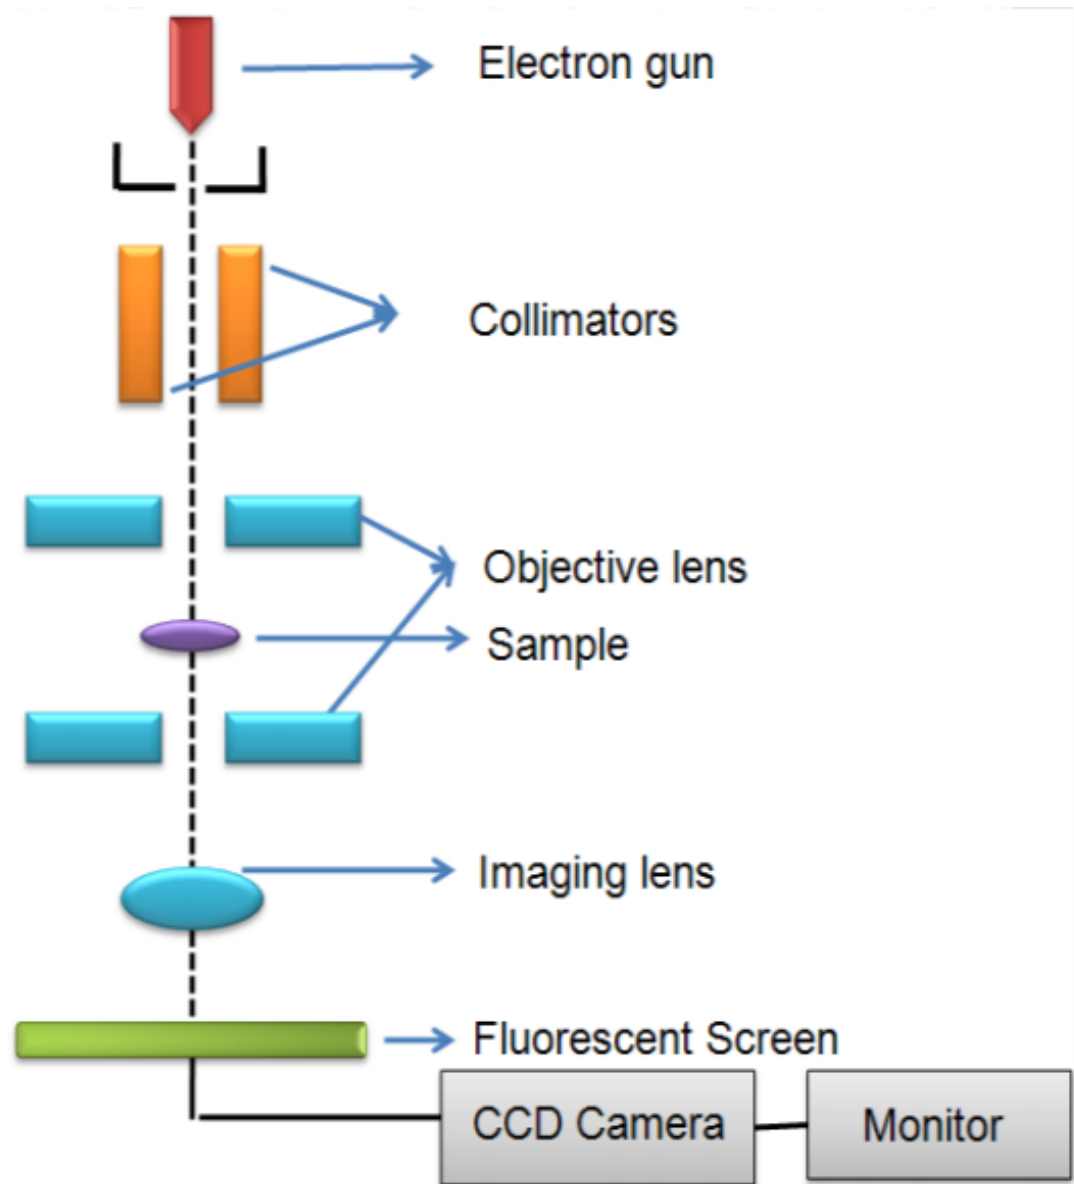 Electron gun
Collimators
Objective lens
Sample
Imaging lens
Fluorescent Screen
CCD Camera
Monitor